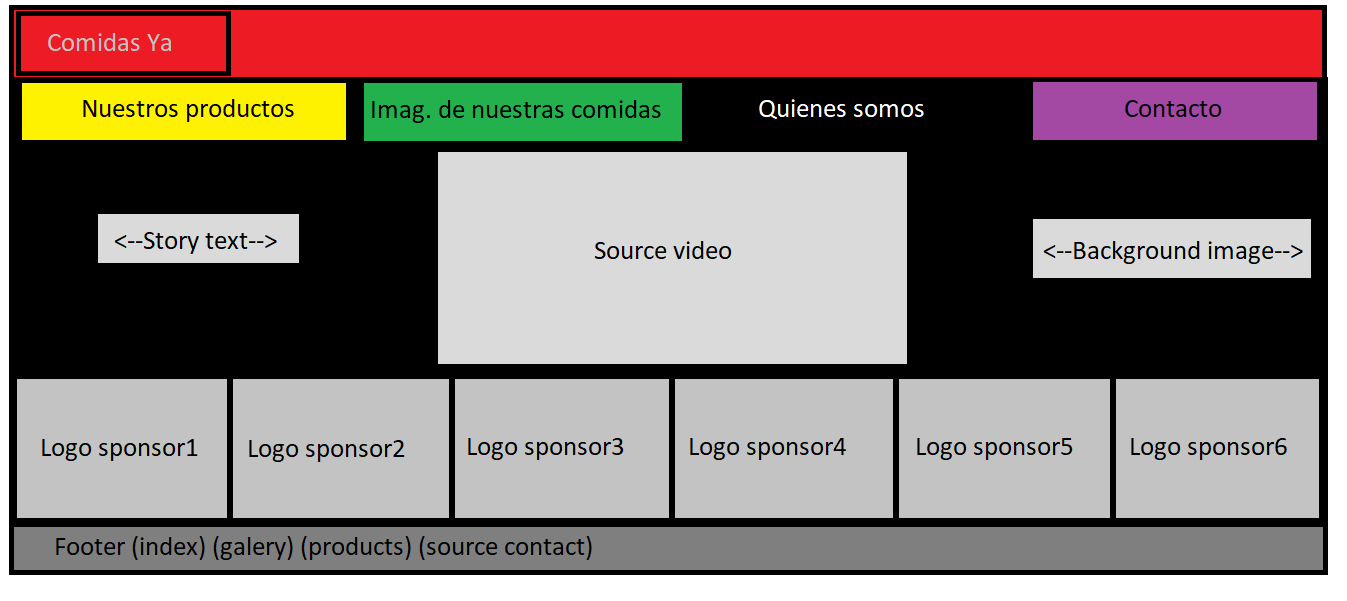 Comidas Ya
Nuestros productos
Imag. de nuestras comidas
Quienes somos
Contacto
<--Story text-->
Source video
<--Background image-->
Logo sponsor1
Logo sponsor2
Logo sponsor3
Logo sponsor4
Logo sponsor5
Logo sponsor6
Footer (index) (galery) (products) (source contact)